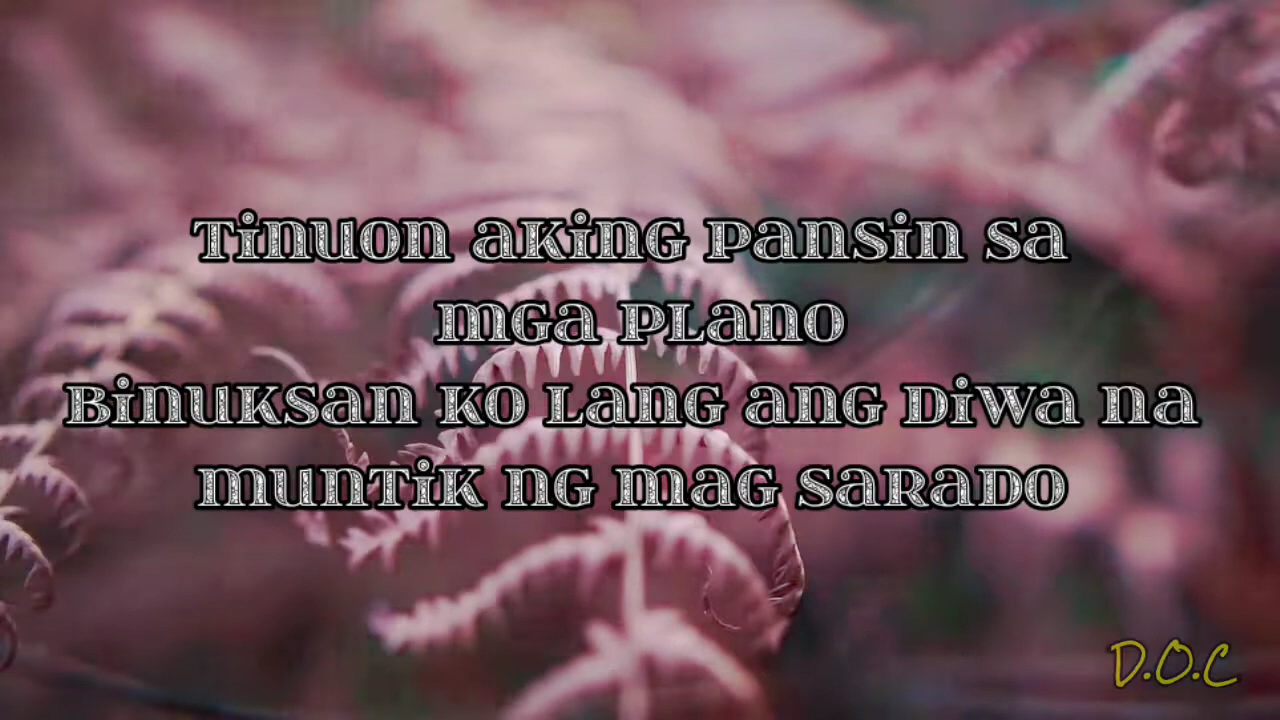 Tinuon aking pansin sa
mga plano
Binuksan ko lang ang diwa na
muntik ng mag sarado
D.O.C